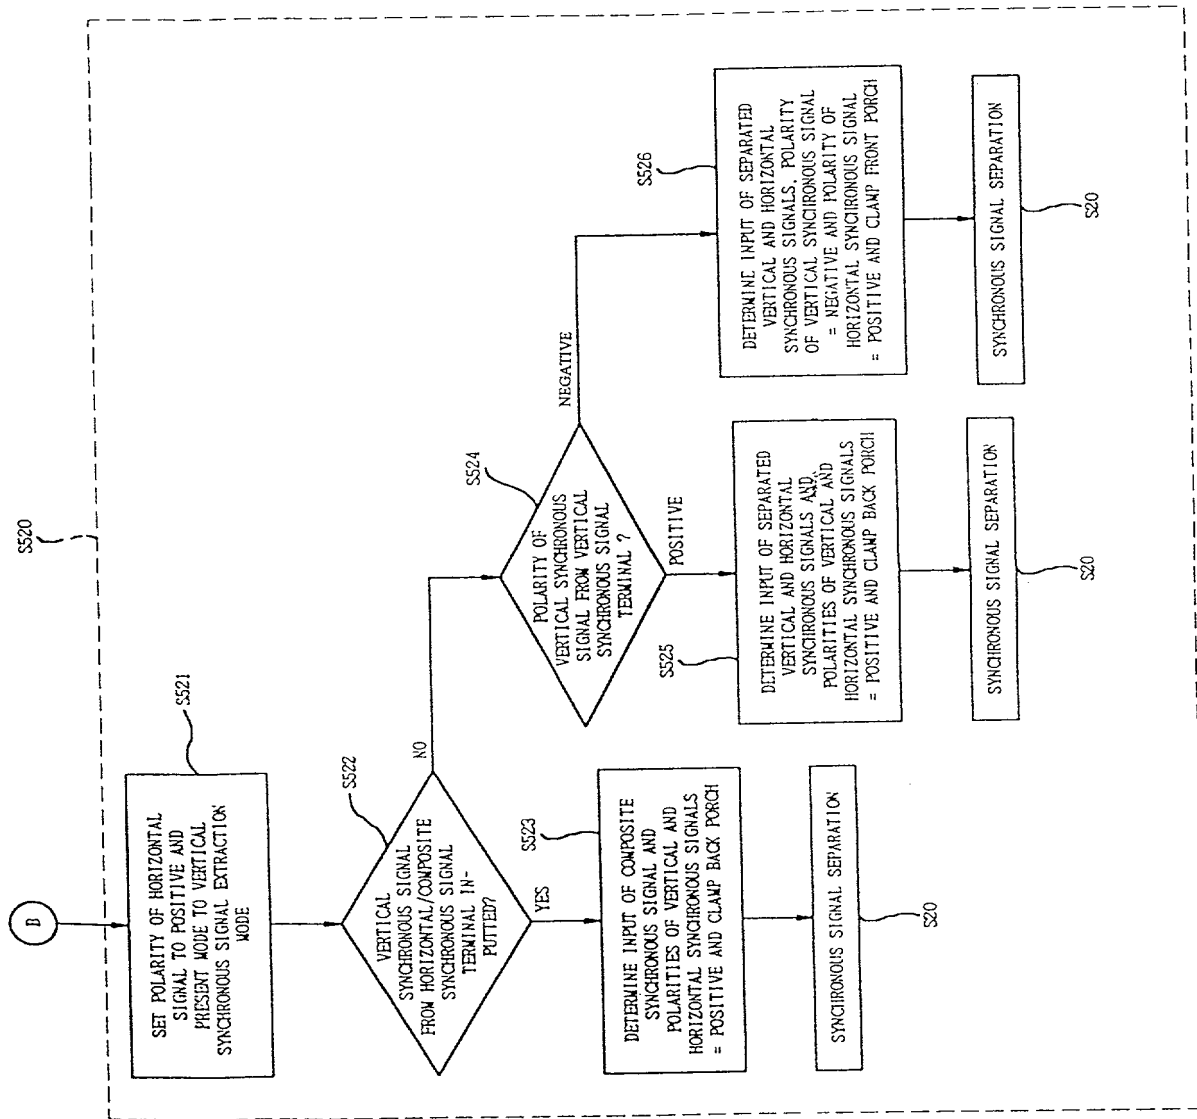 S520
B
S521
SET POLARITY OF HORIZONTAL
SIGNAL TO POSITIVE AND
PRESENT MODE TO VERTICAL
SYNCHRONOUS SIGNAL EXTRACTION
MODE
S522
VERTICAL
SYNCHRONOUS SIGNAL
FROM HORIZONTAL/COMPOSITE
SYNCHRONOUS SIGNAL
TERMINAL IN-
PUTTED?
NO
YES
S523
DETERMINE INPUT OF COMPOSITE
SYNCHRONOUS SIGNAL AND
POLARITIES OF VERTICAL AND
HORIZONTAL SYNCHRONOUS SIGNALS
= POSITIVE AND CLAMP BACK PORCH
SYNCHRONOUS SIGNAL SEPARATION
S20
S524
POLARITY OF
VERTICAL SYNCHRONOUS
SIGNAL FROM VERTICAL
SYNCHRONOUS SIGNAL
TERMINAL ?
NEGATIVE
POSITIVE
S525
DETERMINE INPUT OF SEPARATED
VERTICAL AND HORIZONTAL
SYNCHRONOUS SIGNALS AND
POLARITIES OF VERTICAL AND
HORIZONTAL SYNCHRONOUS SIGNALS
= POSITIVE AND CLAMP BACK PORCH
SYNCHRONOUS SIGNAL SEPARATION
S20
S526
DETERMINE INPUT OF SEPARATED
VERTICAL AND HORIZONTAL
SYNCHRONOUS SIGNALS, POLARITY
OF VERTICAL SYNCHRONOUS SIGNAL
= NEGATIVE AND POLARITY OF
HORIZONTAL SYNCHRONOUS SIGNAL
= POSITIVE AND CLAMP FRONT PORCH
SYNCHRONOUS SIGNAL SEPARATION
S20